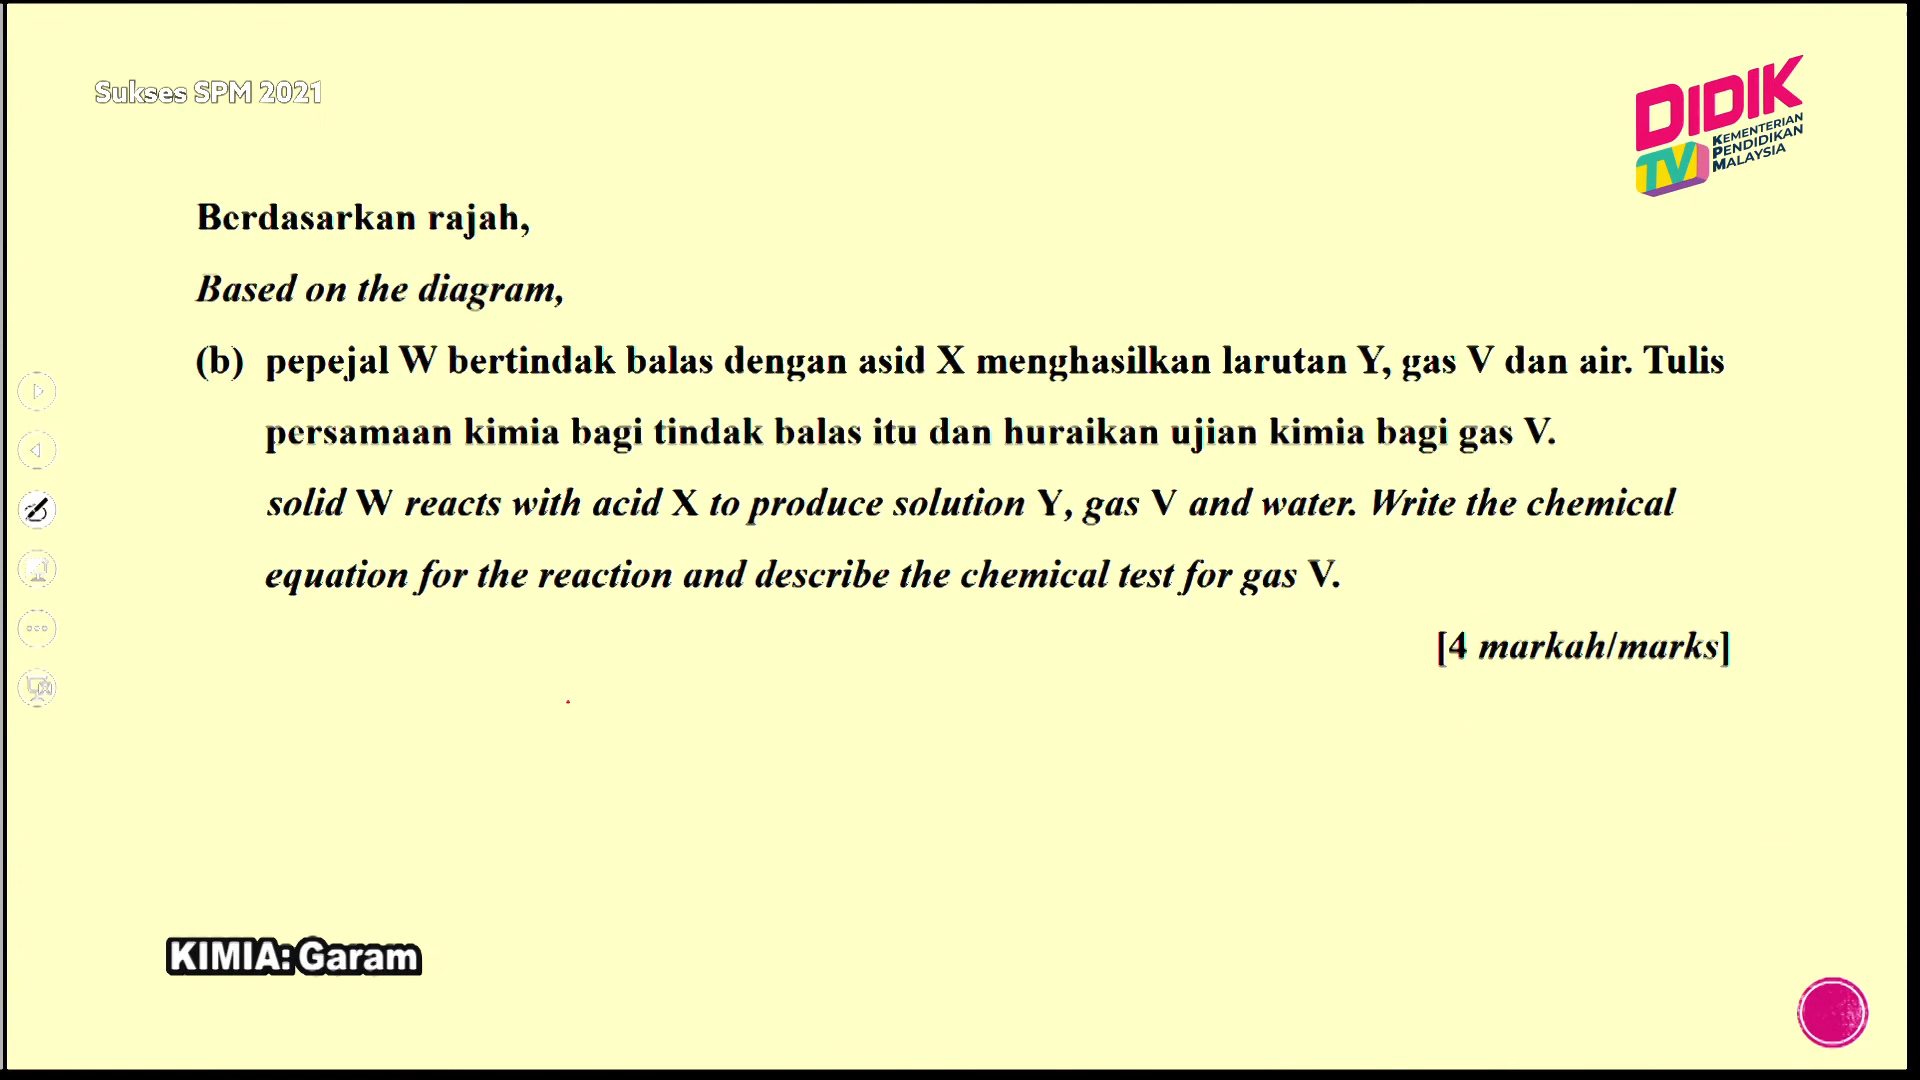 Sukses SPM 2021
DIDIK
TV
KEMENTERIAN
PENDIDIKAN
MALAYSIA
Berdasarkan rajah,
Based on the diagram,
(b) pepejal W bertindak balas dengan asid X menghasilkan larutan Y, gas V dan air. Tulis
persamaan kimia bagi tindak balas itu dan huraikan ujian kimia bagi gas V.
solid W reacts with acid X to produce solution Y, gas V and water. Write the chemical
equation for the reaction and describe the chemical test for gas V.
[4 markah/marks]
KIMIA: Garam